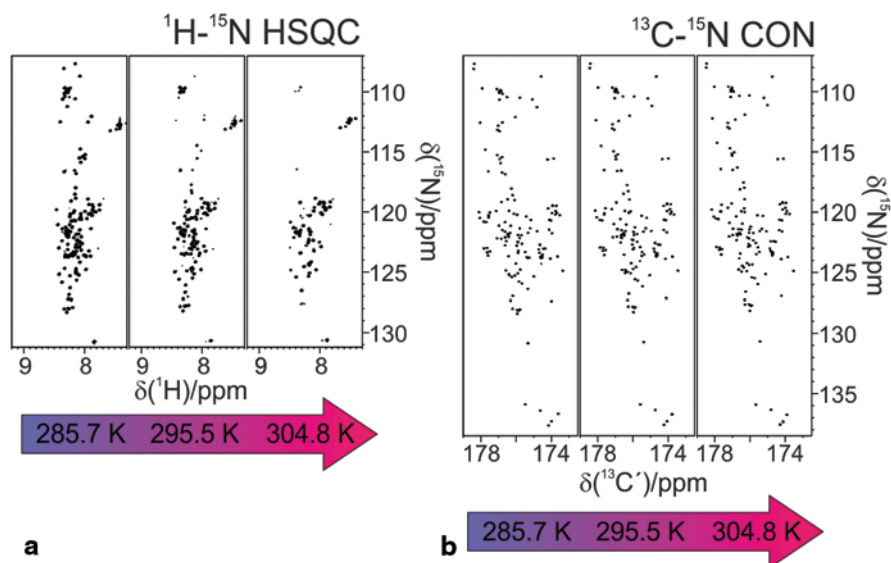 ¹H-¹⁵N HSQC
110
115
120
125
130
δ(¹⁵N)/ppm
9 8 9 8 9 8
δ(¹H)/ppm
285.7 K 295.5 K 304.8 K
a
¹³C-¹⁵N CON
110
115
120
125
130
135
δ(¹⁵N)/ppm
178 174 178 174 178 174
δ(¹³C´)/ppm
285.7 K 295.5 K 304.8 K
b